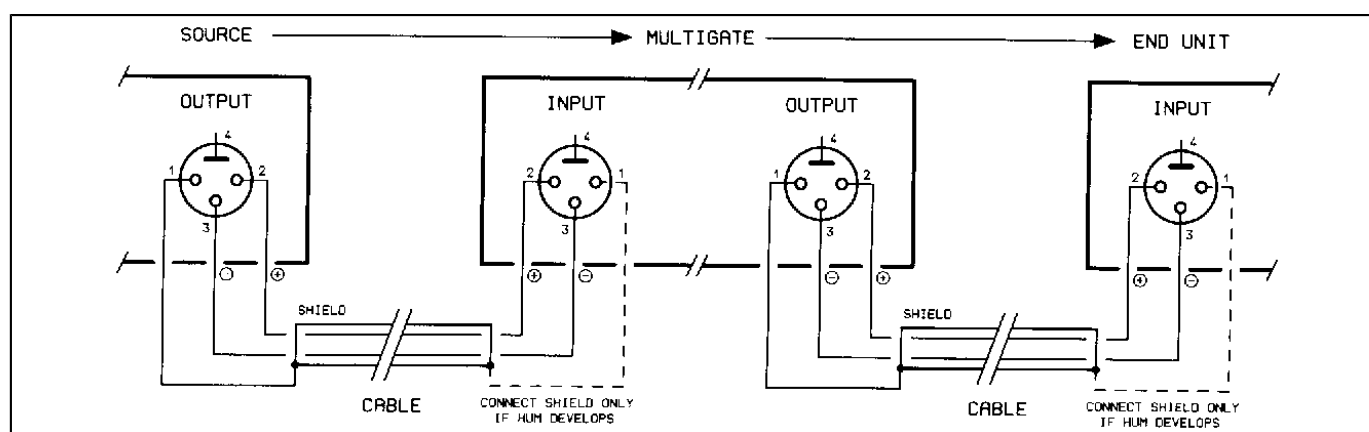 SOURCE MULTIGATE END UNIT
OUTPUT INPUT OUTPUT INPUT
4 4 4 4
1 2 2 1 1 2 2 1
3 3 3 3
- + + - - + + -
SHIELD SHIELD
CABLE CONNECT SHIELD ONLY CABLE CONNECT SHIELD ONLY
IF HUM DEVELOPS IF HUM DEVELOPS